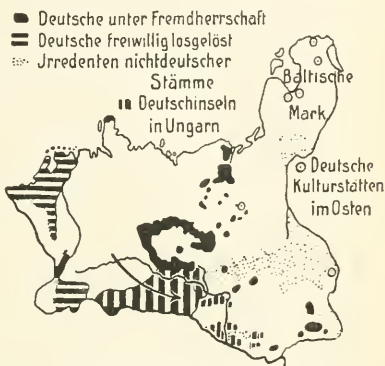 Deutsche unter Fremdherrschaft
Deutsche freiwillig losgelöst
Jrredenten nichtdeutscher
Stämme
Deutschinseln
in Ungarn
Baltische
Mark
Deutsche
Kulturstätten
im Osten